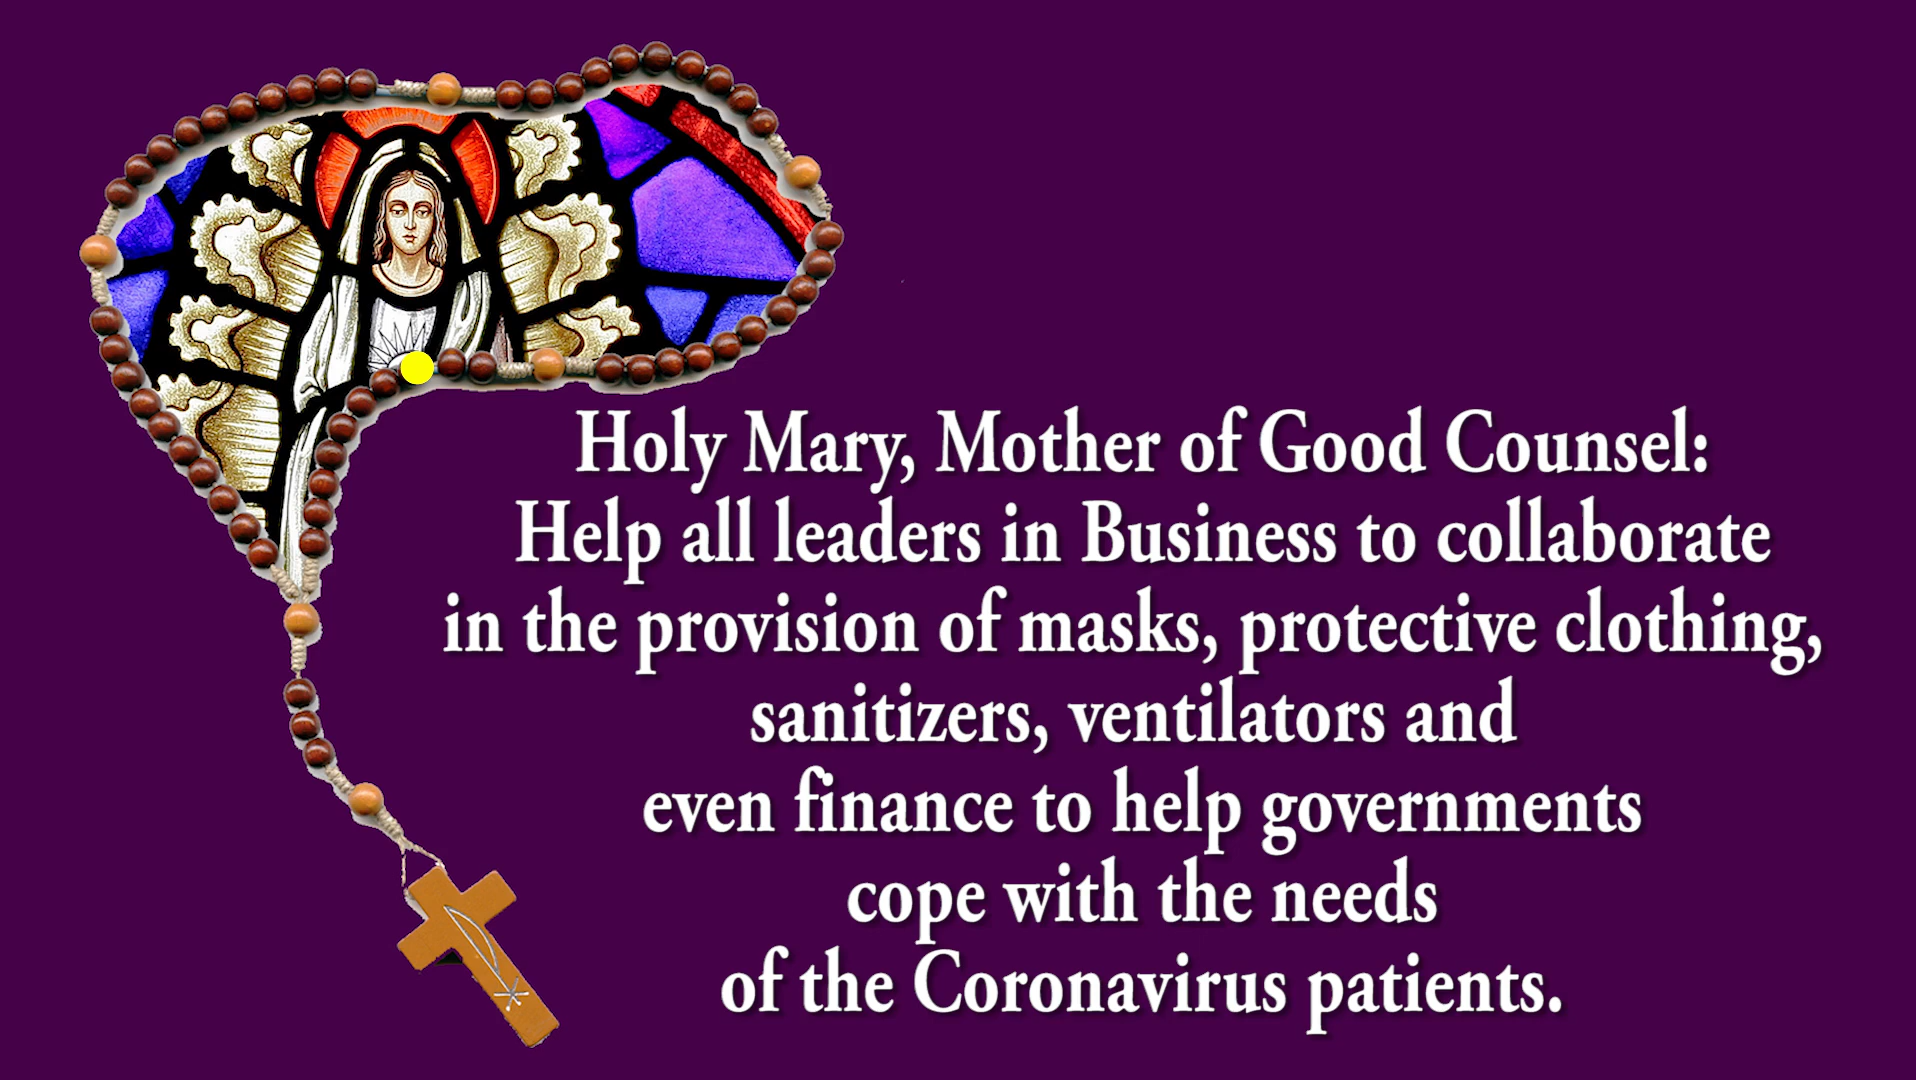 Holy Mary, Mother of Good Counsel:
Help all leaders in Business to collaborate
in the provision of masks, protective clothing,
sanitizers, ventilators and
even finance to help governments
cope with the needs
of the Coronavirus patients.